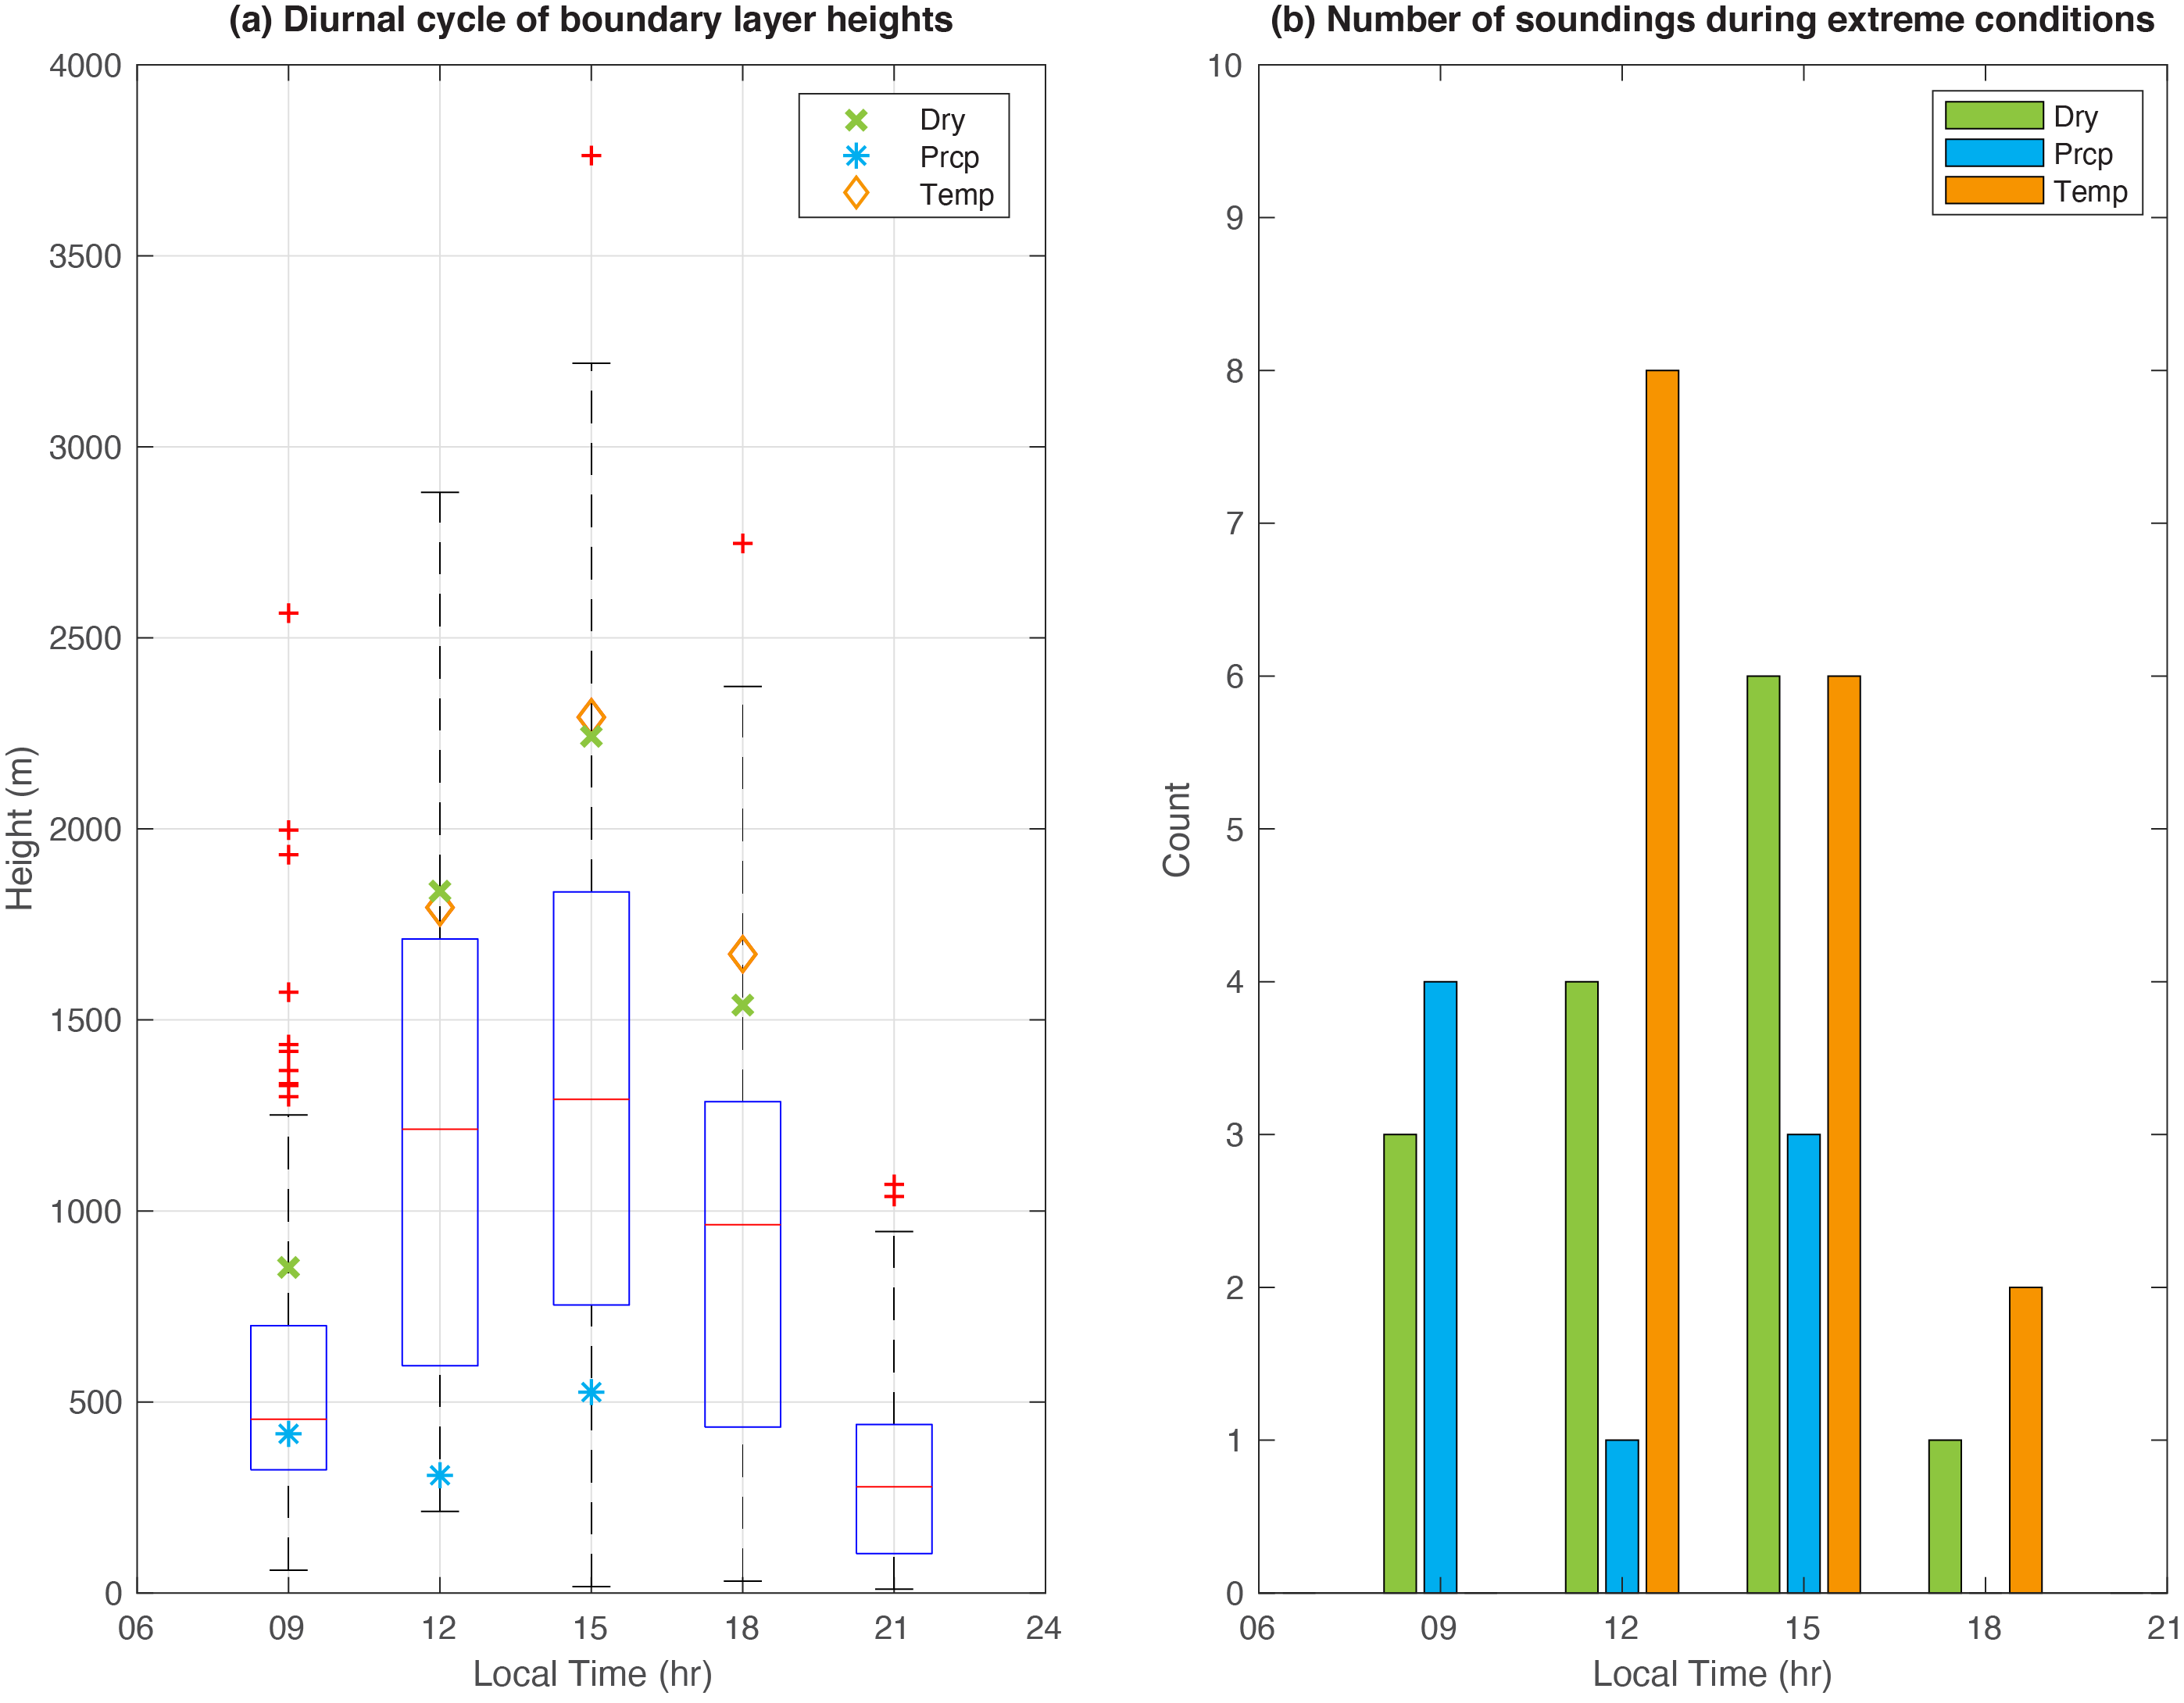 (a) Diurnal cycle of boundary layer heights
4000
3500
3000
2500
2000
1500
1000
500
0
Height (m)
06 09 12 15 18 21 24
Local Time (hr)
Dry
Prcp
Temp
(b) Number of soundings during extreme conditions
10
9
8
7
6
5
4
3
2
1
0
Count
06 09 12 15 18 21
Local Time (hr)
Dry
Prcp
Temp